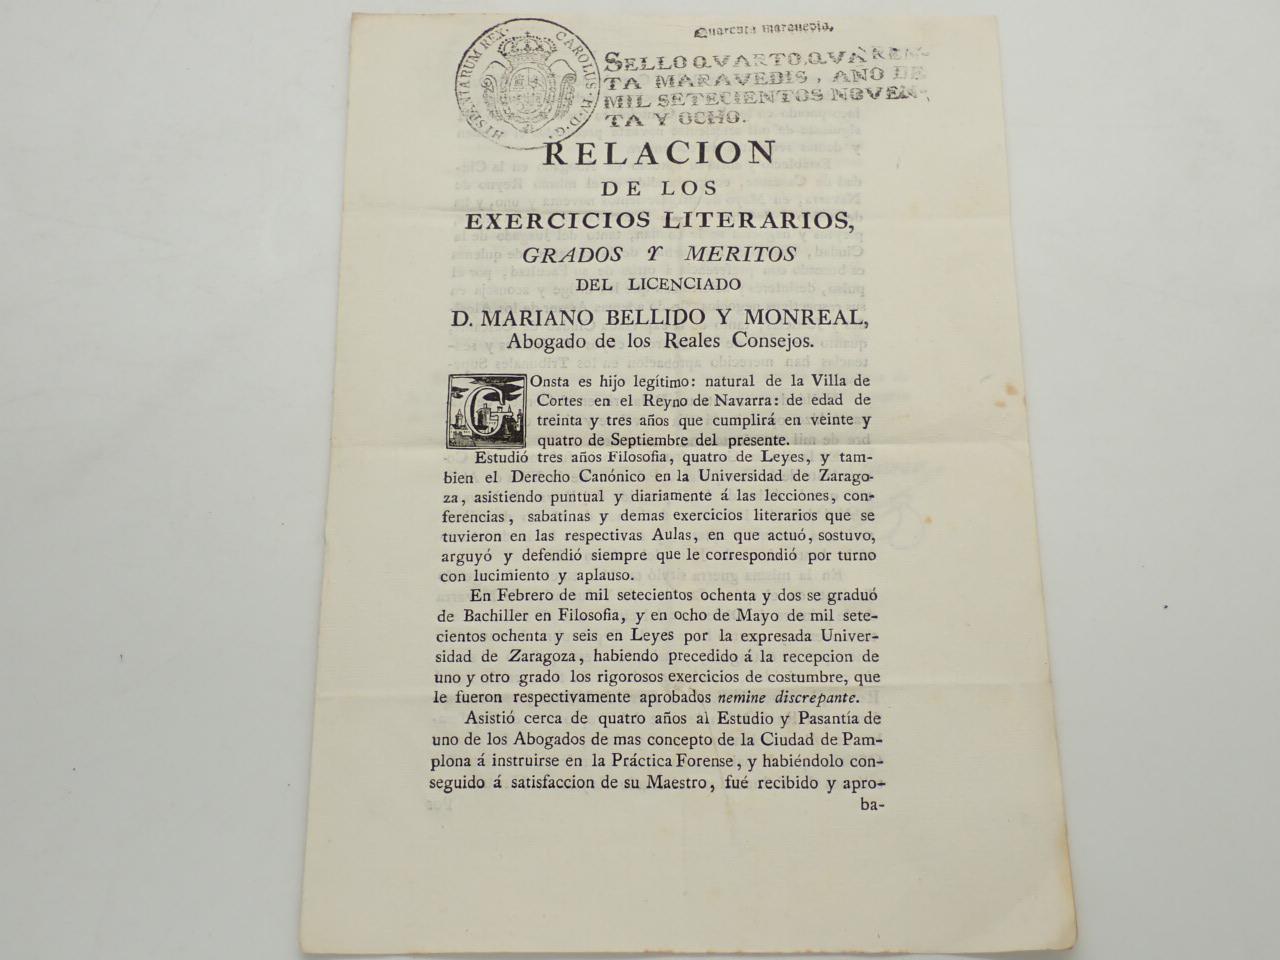 Quarenta marauedis.
HISPANIARUM REX. CAROLUS IV D. G.
SELLO QVARTO, QVAREN-
TA MARAVEDIS, AÑO DE
MIL SETECIENTOS NOVEN-
TA Y OCHO.
RELACION
DE LOS
EXERCICIOS LITERARIOS,
GRADOS Y MERITOS
DEL LICENCIADO
D. MARIANO BELLIDO Y MONREAL,
Abogado de los Reales Consejos.
COnsta es hijo legítimo: natural de la Villa de
Cortes en el Reyno de Navarra: de edad de
treinta y tres años que cumplirá en veinte y
quatro de Septiembre del presente.
Estudió tres años Filosofia, quatro de Leyes, y tam-
bien el Derecho Canónico en la Universidad de Zarago-
za, asistiendo puntual y diariamente á las lecciones, con-
ferencias, sabatinas y demas exercicios literarios que se
tuvieron en las respectivas Aulas, en que actuó, sostuvo,
arguyó y defendió siempre que le correspondió por turno
con lucimiento y aplauso.
En Febrero de mil setecientos ochenta y dos se graduó
de Bachiller en Filosofia, y en ocho de Mayo de mil sete-
cientos ochenta y seis en Leyes por la expresada Univer-
sidad de Zaragoza, habiendo precedido á la recepcion de
uno y otro grado los rigorosos exercicios de costumbre, que
le fueron respectivamente aprobados nemine discrepante.
Asistió cerca de quatro años al Estudio y Pasantía de
uno de los Abogados de mas concepto de la Ciudad de Pam-
plona á instruirse en la Práctica Forense, y habiéndolo con-
seguido á satisfaccion de su Maestro, fué recibido y apro-
ba-